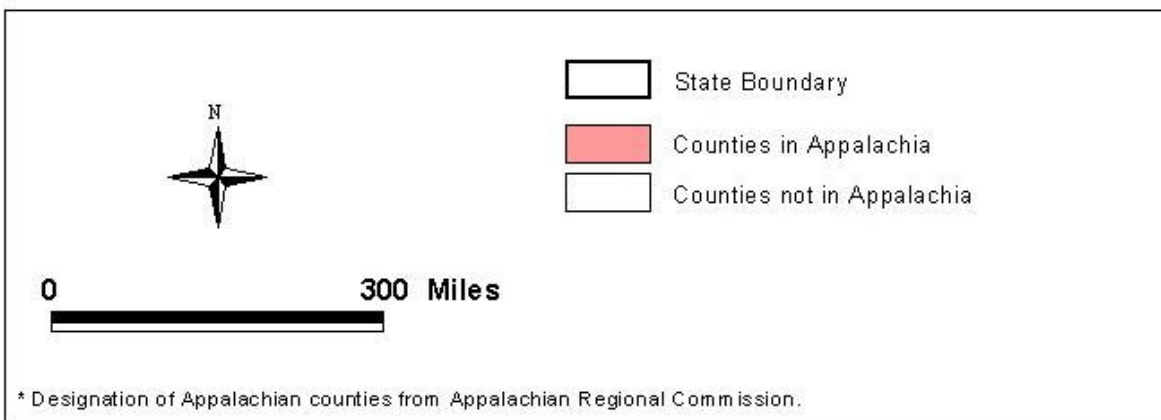 N
State Boundary
Counties in Appalachia
Counties not in Appalachia
0 300 Miles
* Designation of Appalachian counties from Appalachian Regional Commission.